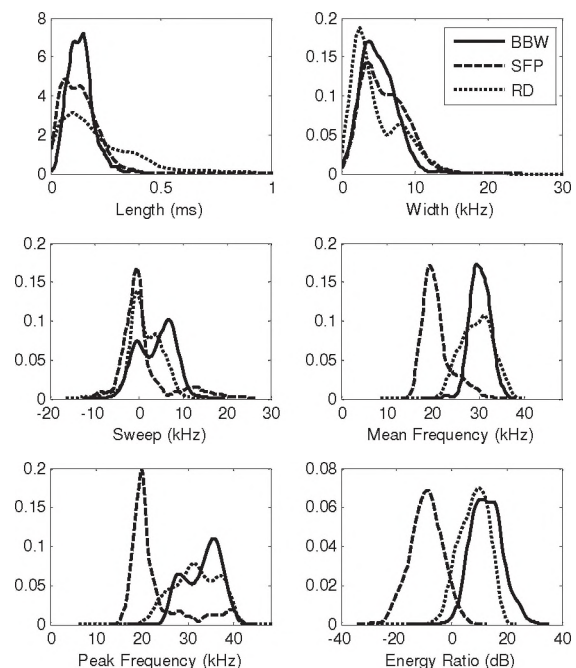 8
6
4
2
0
0 0.5 1
Length (ms)
0.2
0.15
0.1
0.05
0
0 10 20 30
Width (kHz)
BBW
SFP
RD
0.2
0.15
0.1
0.05
0
-20 -10 0 10 20 30
Sweep (kHz)
0.2
0.15
0.1
0.05
0
0 10 20 30 40
Mean Frequency (kHz)
0.2
0.15
0.1
0.05
0
0 10 20 30 40
Peak Frequency (kHz)
0.08
0.06
0.04
0.02
0
-40 -20 0 20 40
Energy Ratio (dB)